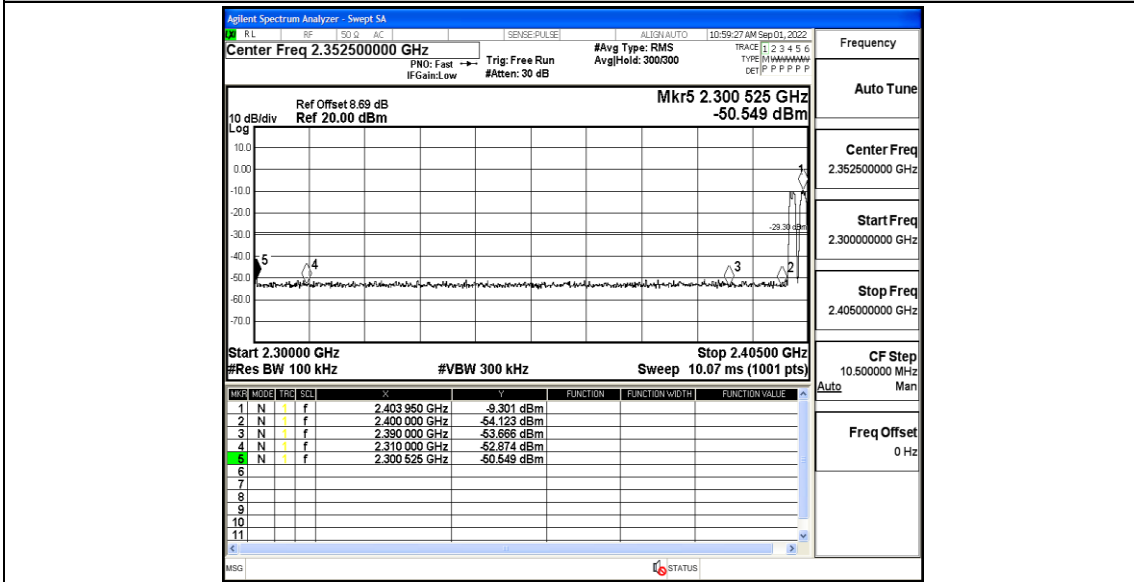 Agilent Spectrum Analyzer - Swept SA
LXI RL RF 50 Ω AC SENSE:PULSE ALIGN AUTO 10:59:27 AM Sep 01, 2022
Center Freq 2.352500000 GHz
PNO: Fast
IFGain:Low
Trig: Free Run
#Atten: 30 dB
#Avg Type: RMS
Avg|Hold: 300/300
TRACE 1 2 3 4 5 6
TYPE M W W W W W
DET P P P P P P
Frequency
Auto Tune
Center Freq
2.352500000 GHz
Start Freq
2.300000000 GHz
Stop Freq
2.405000000 GHz
CF Step
10.500000 MHz
Auto Man
Freq Offset
0 Hz
Mkr5 2.300 525 GHz
-50.549 dBm
Ref Offset 8.69 dB
10 dB/div Ref 20.00 dBm
Log
10.0
0.00
-10.0
-20.0
-30.0
-40.0
-50.0
-60.0
-70.0
1
-29.30 dBm
5
4
3
2
Start 2.30000 GHz Stop 2.40500 GHz
#Res BW 100 kHz #VBW 300 kHz Sweep 10.07 ms (1001 pts)
MKR MODE TRC SCL X Y FUNCTION FUNCTION WIDTH FUNCTION VALUE
1 N 1 f 2.403 950 GHz -9.301 dBm
2 N 1 f 2.400 000 GHz -54.123 dBm
3 N 1 f 2.390 000 GHz -53.666 dBm
4 N 1 f 2.310 000 GHz -52.874 dBm
5 N 1 f 2.300 525 GHz -50.549 dBm
6
7
8
9
10
11
MSG STATUS